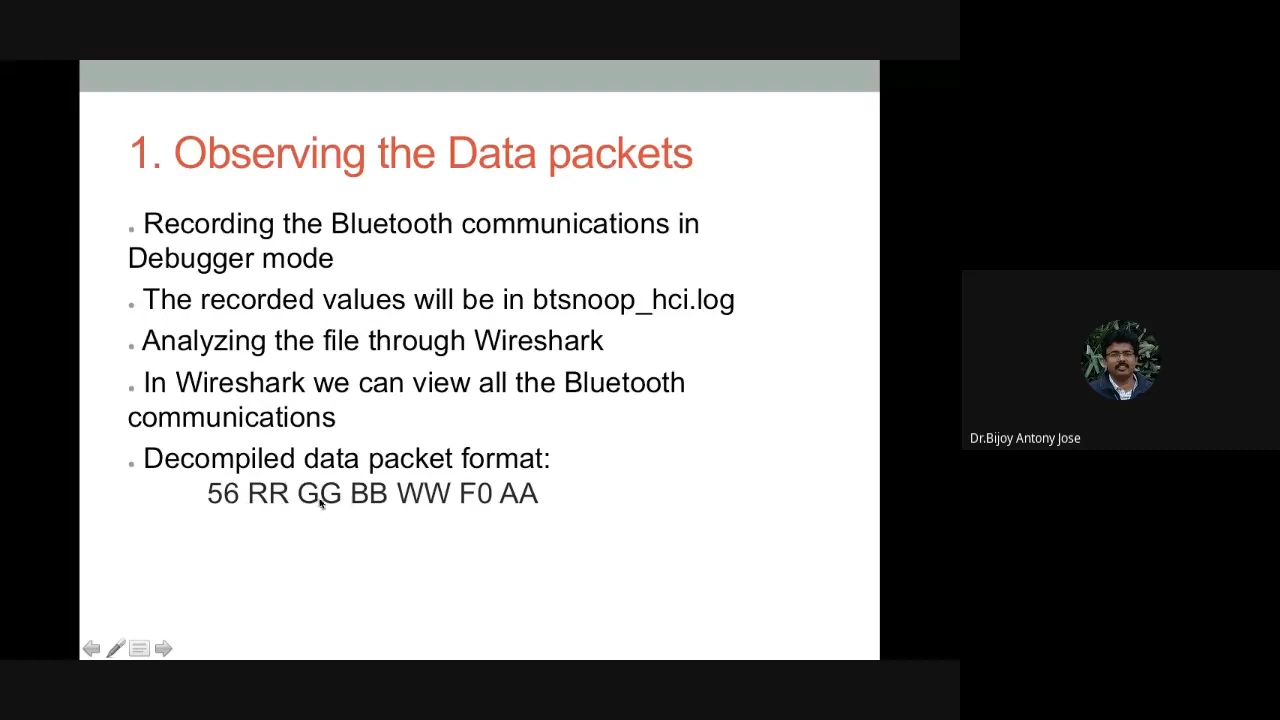 1. Observing the Data packets
. Recording the Bluetooth communications in
Debugger mode
. The recorded values will be in btsnoop_hci.log
. Analyzing the file through Wireshark
. In Wireshark we can view all the Bluetooth
communications
. Decompiled data packet format:
56 RR GG BB WW F0 AA
Dr.Bijoy Antony Jose